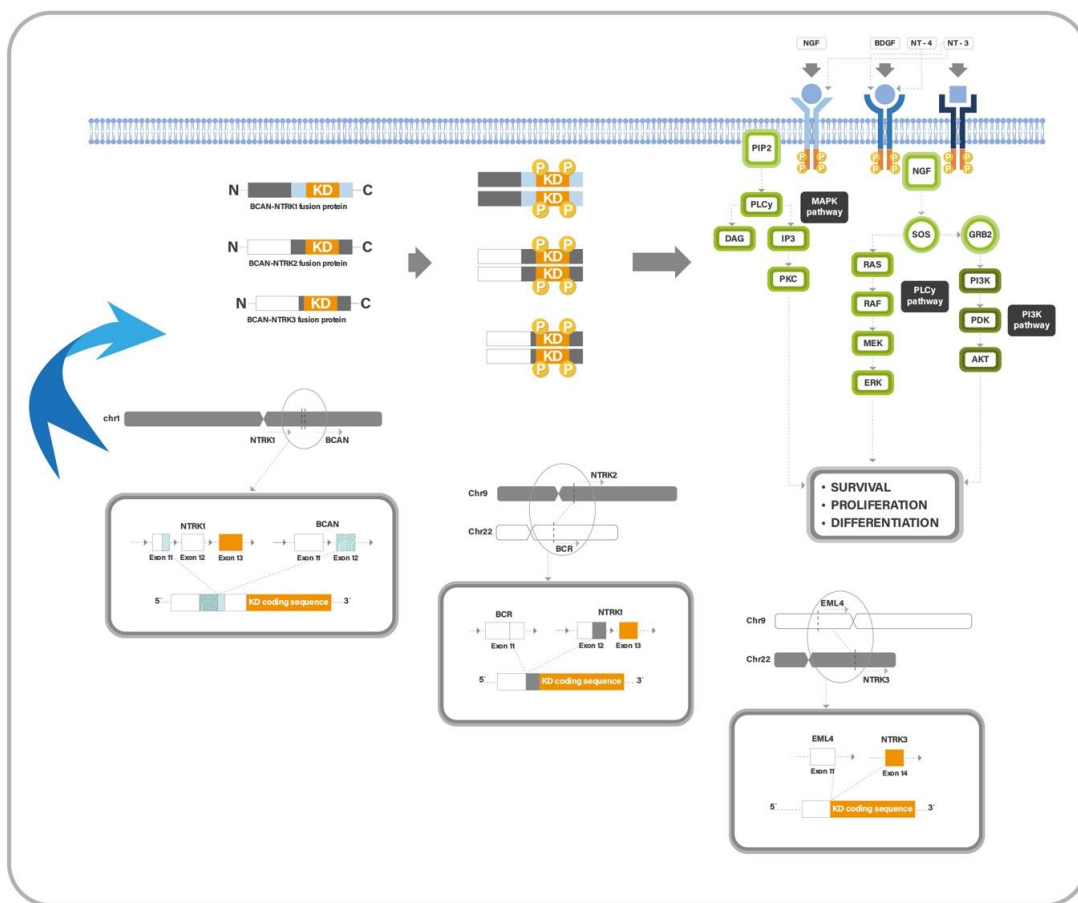 NGF
BDGF
NT - 4
NT - 3
P P P P
P P P P
P P P P
PIP2
NGF
PLCy
MAPK
pathway
DAG
IP3
PKC
SOS
GRB2
RAS
RAF
MEK
ERK
PLCy
pathway
PI3K
PDK
AKT
PI3K
pathway
N KD C
BCAN-NTRK1 fusion protein
N KD C
BCAN-NTRK2 fusion protein
N KD C
BCAN-NTRK3 fusion protein
P P
KD
P P
P P
KD
P P
P P
KD
P P
chr1
NTRK1
BCAN
NTRK1
BCAN
Exon 11
Exon 12
Exon 13
Exon 11
Exon 12
5´ KD coding sequence 3´
NTRK2
Chr9
Chr22
BCR
BCR
NTRK1
Exon 11
Exon 12
Exon 13
5´ KD coding sequence 3´
• SURVIVAL
• PROLIFERATION
• DIFFERENTIATION
EML4
Chr9
Chr22
NTRK3
EML4
NTRK3
Exon 11
Exon 14
5´ KD coding sequence 3´